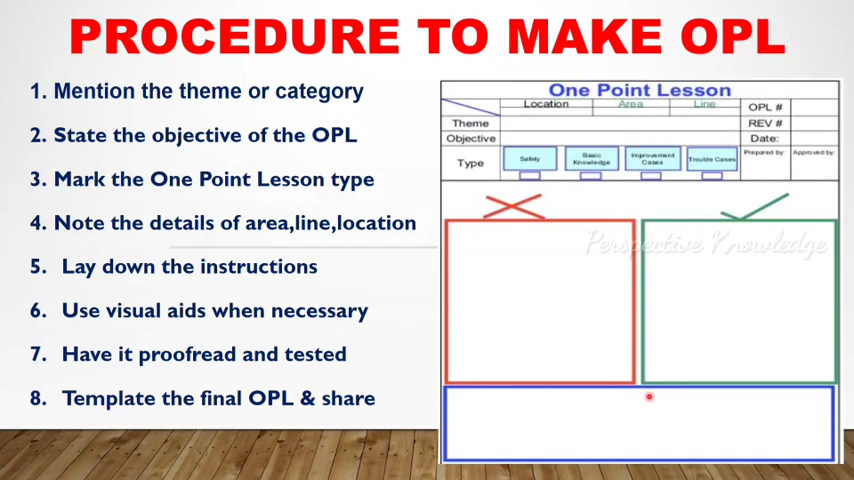 PROCEDURE TO MAKE OPL
1. Mention the theme or category
2. State the objective of the OPL
3. Mark the One Point Lesson type
4. Note the details of area,line,location
5. Lay down the instructions
6. Use visual aids when necessary
7. Have it proofread and tested
8. Template the final OPL & share
One Point Lesson
Location Area Line OPL #
Theme REV #
Objective Date:
Type Safety Basic Knowledge Improvement Cases Trouble Cases Prepared by: Approved by:
Perspective Knowledge